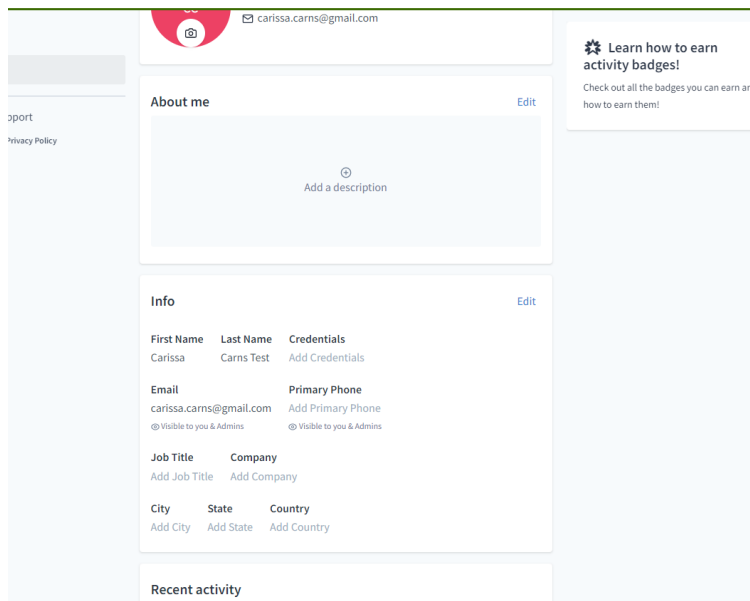 carissa.carns@gmail.com
Learn how to earn
activity badges!
Check out all the badges you can earn
how to earn them!
pport
Privacy Policy
About me
Edit
Add a description
Info
Edit
First Name Last Name Credentials
Carissa Carns Test Add Credentials
Email Primary Phone
carissa.carns@gmail.com Add Primary Phone
Visible to you & Admins Visible to you & Admins
Job Title Company
Add Job Title Add Company
City State Country
Add City Add State Add Country
Recent activity